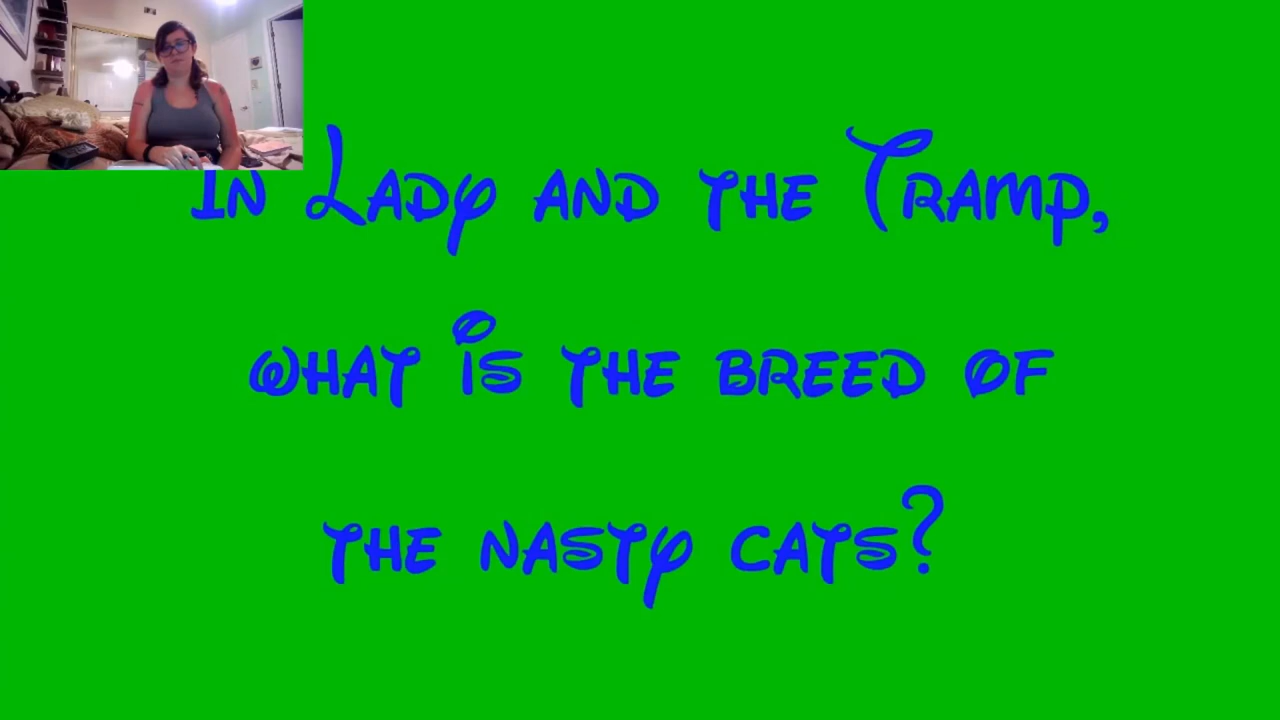 In Lady and the Tramp,
what is the breed of
the nasty cats?